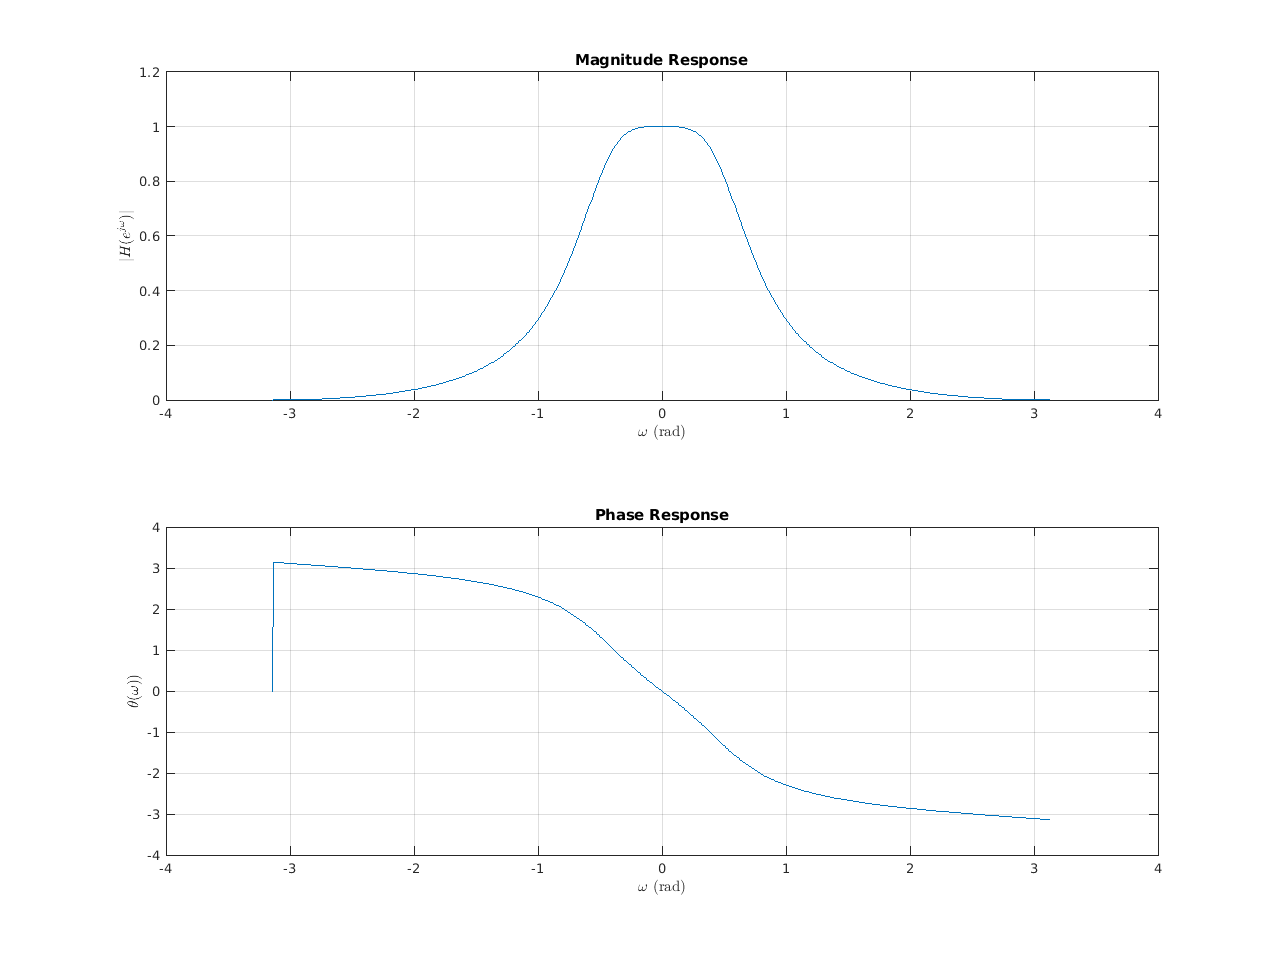 Magnitude Response
1.2
1
0.8
0.6
0.4
0.2
0
|H(e^{jω})|
-4 -3 -2 -1 0 1 2 3 4
ω (rad)
Phase Response
4
3
2
1
0
-1
-2
-3
-4
θ(ω))
-4 -3 -2 -1 0 1 2 3 4
ω (rad)